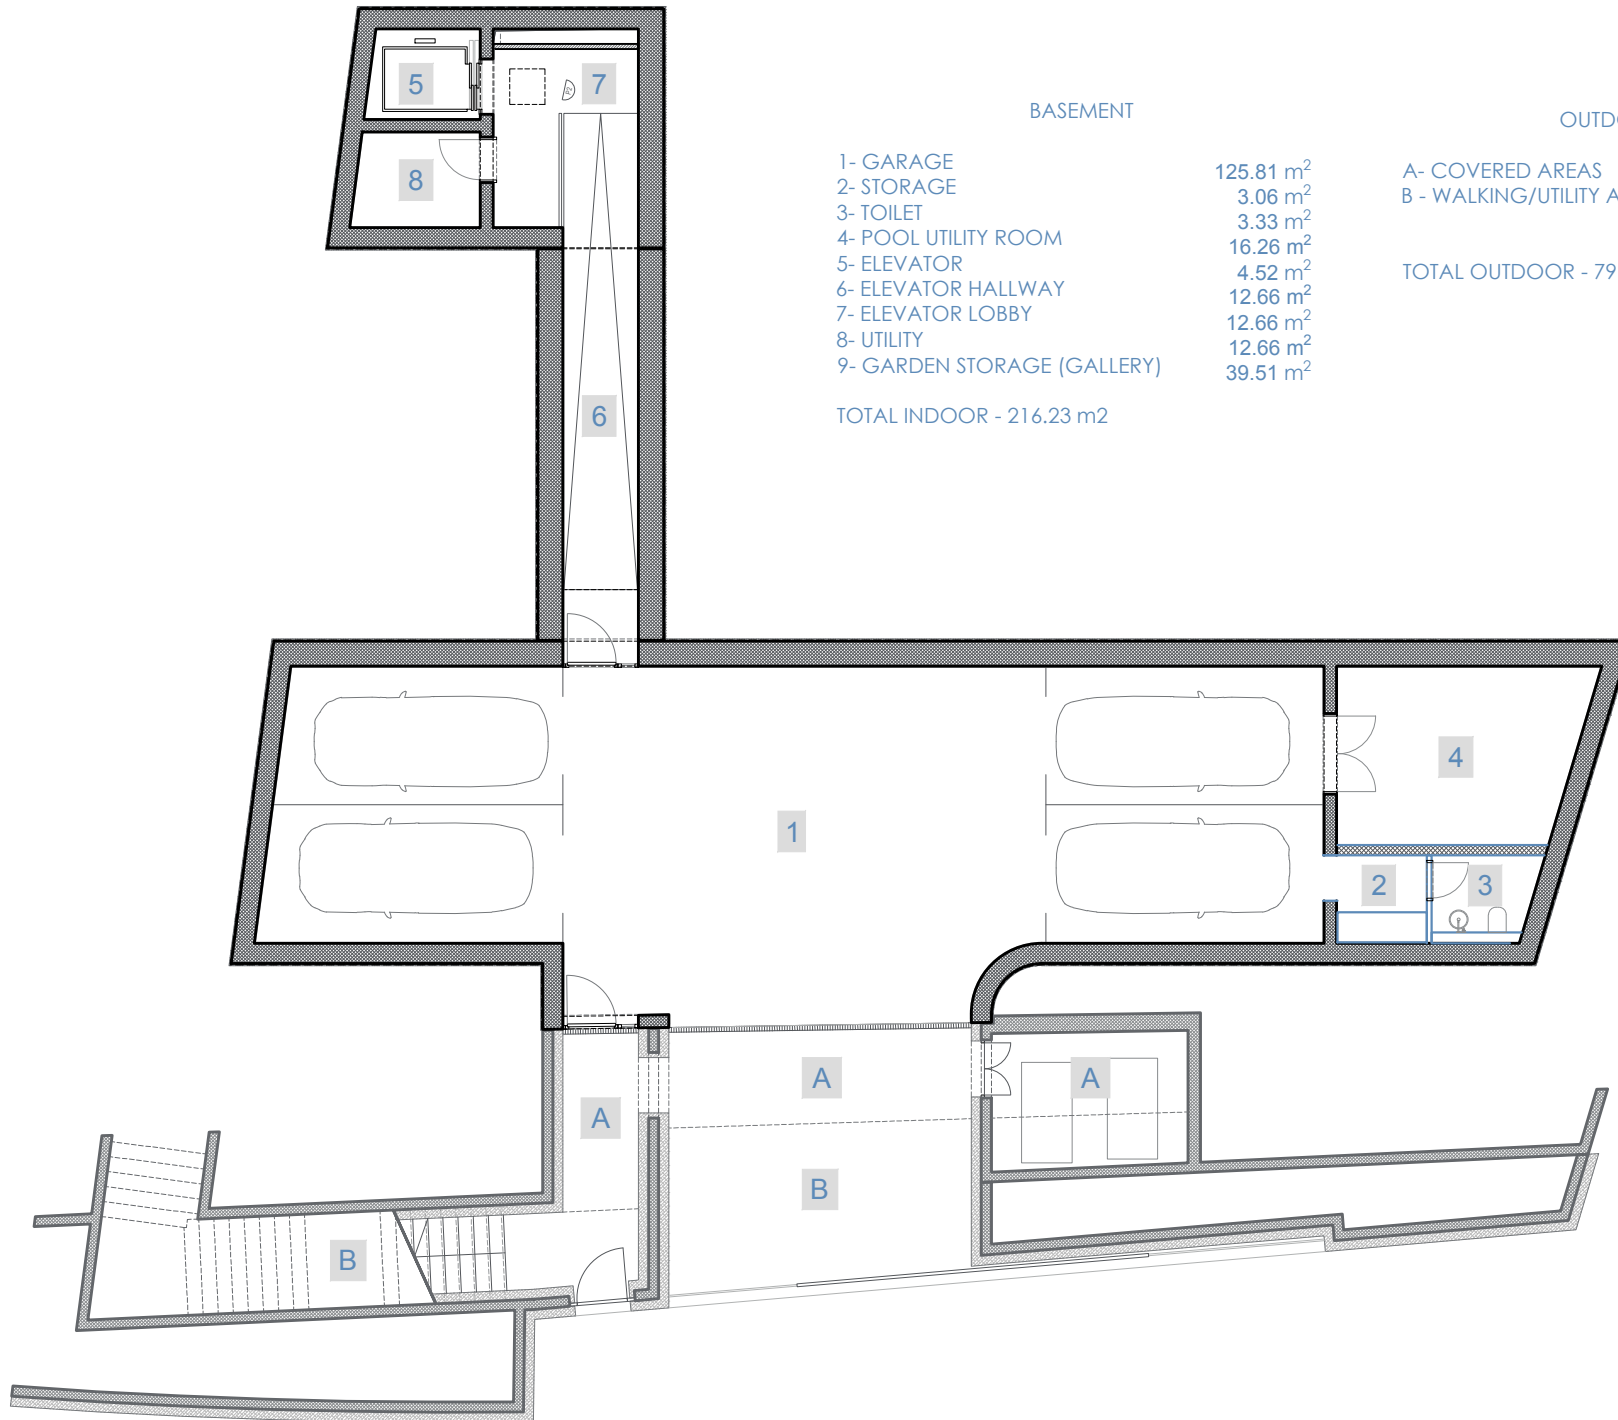 BASEMENT
1- GARAGE 125.81 m²
2- STORAGE 3.06 m²
3- TOILET 3.33 m²
4- POOL UTILITY ROOM 16.26 m²
5- ELEVATOR 4.52 m²
6- ELEVATOR HALLWAY 12.66 m²
7- ELEVATOR LOBBY 12.66 m²
8- UTILITY 12.66 m²
9- GARDEN STORAGE (GALLERY) 39.51 m²
TOTAL INDOOR - 216.23 m2
OUTDO
A- COVERED AREAS
B - WALKING/UTILITY A
TOTAL OUTDOOR - 79
5
7
P2
8
6
4
1
2
3
A
A
A
B
B